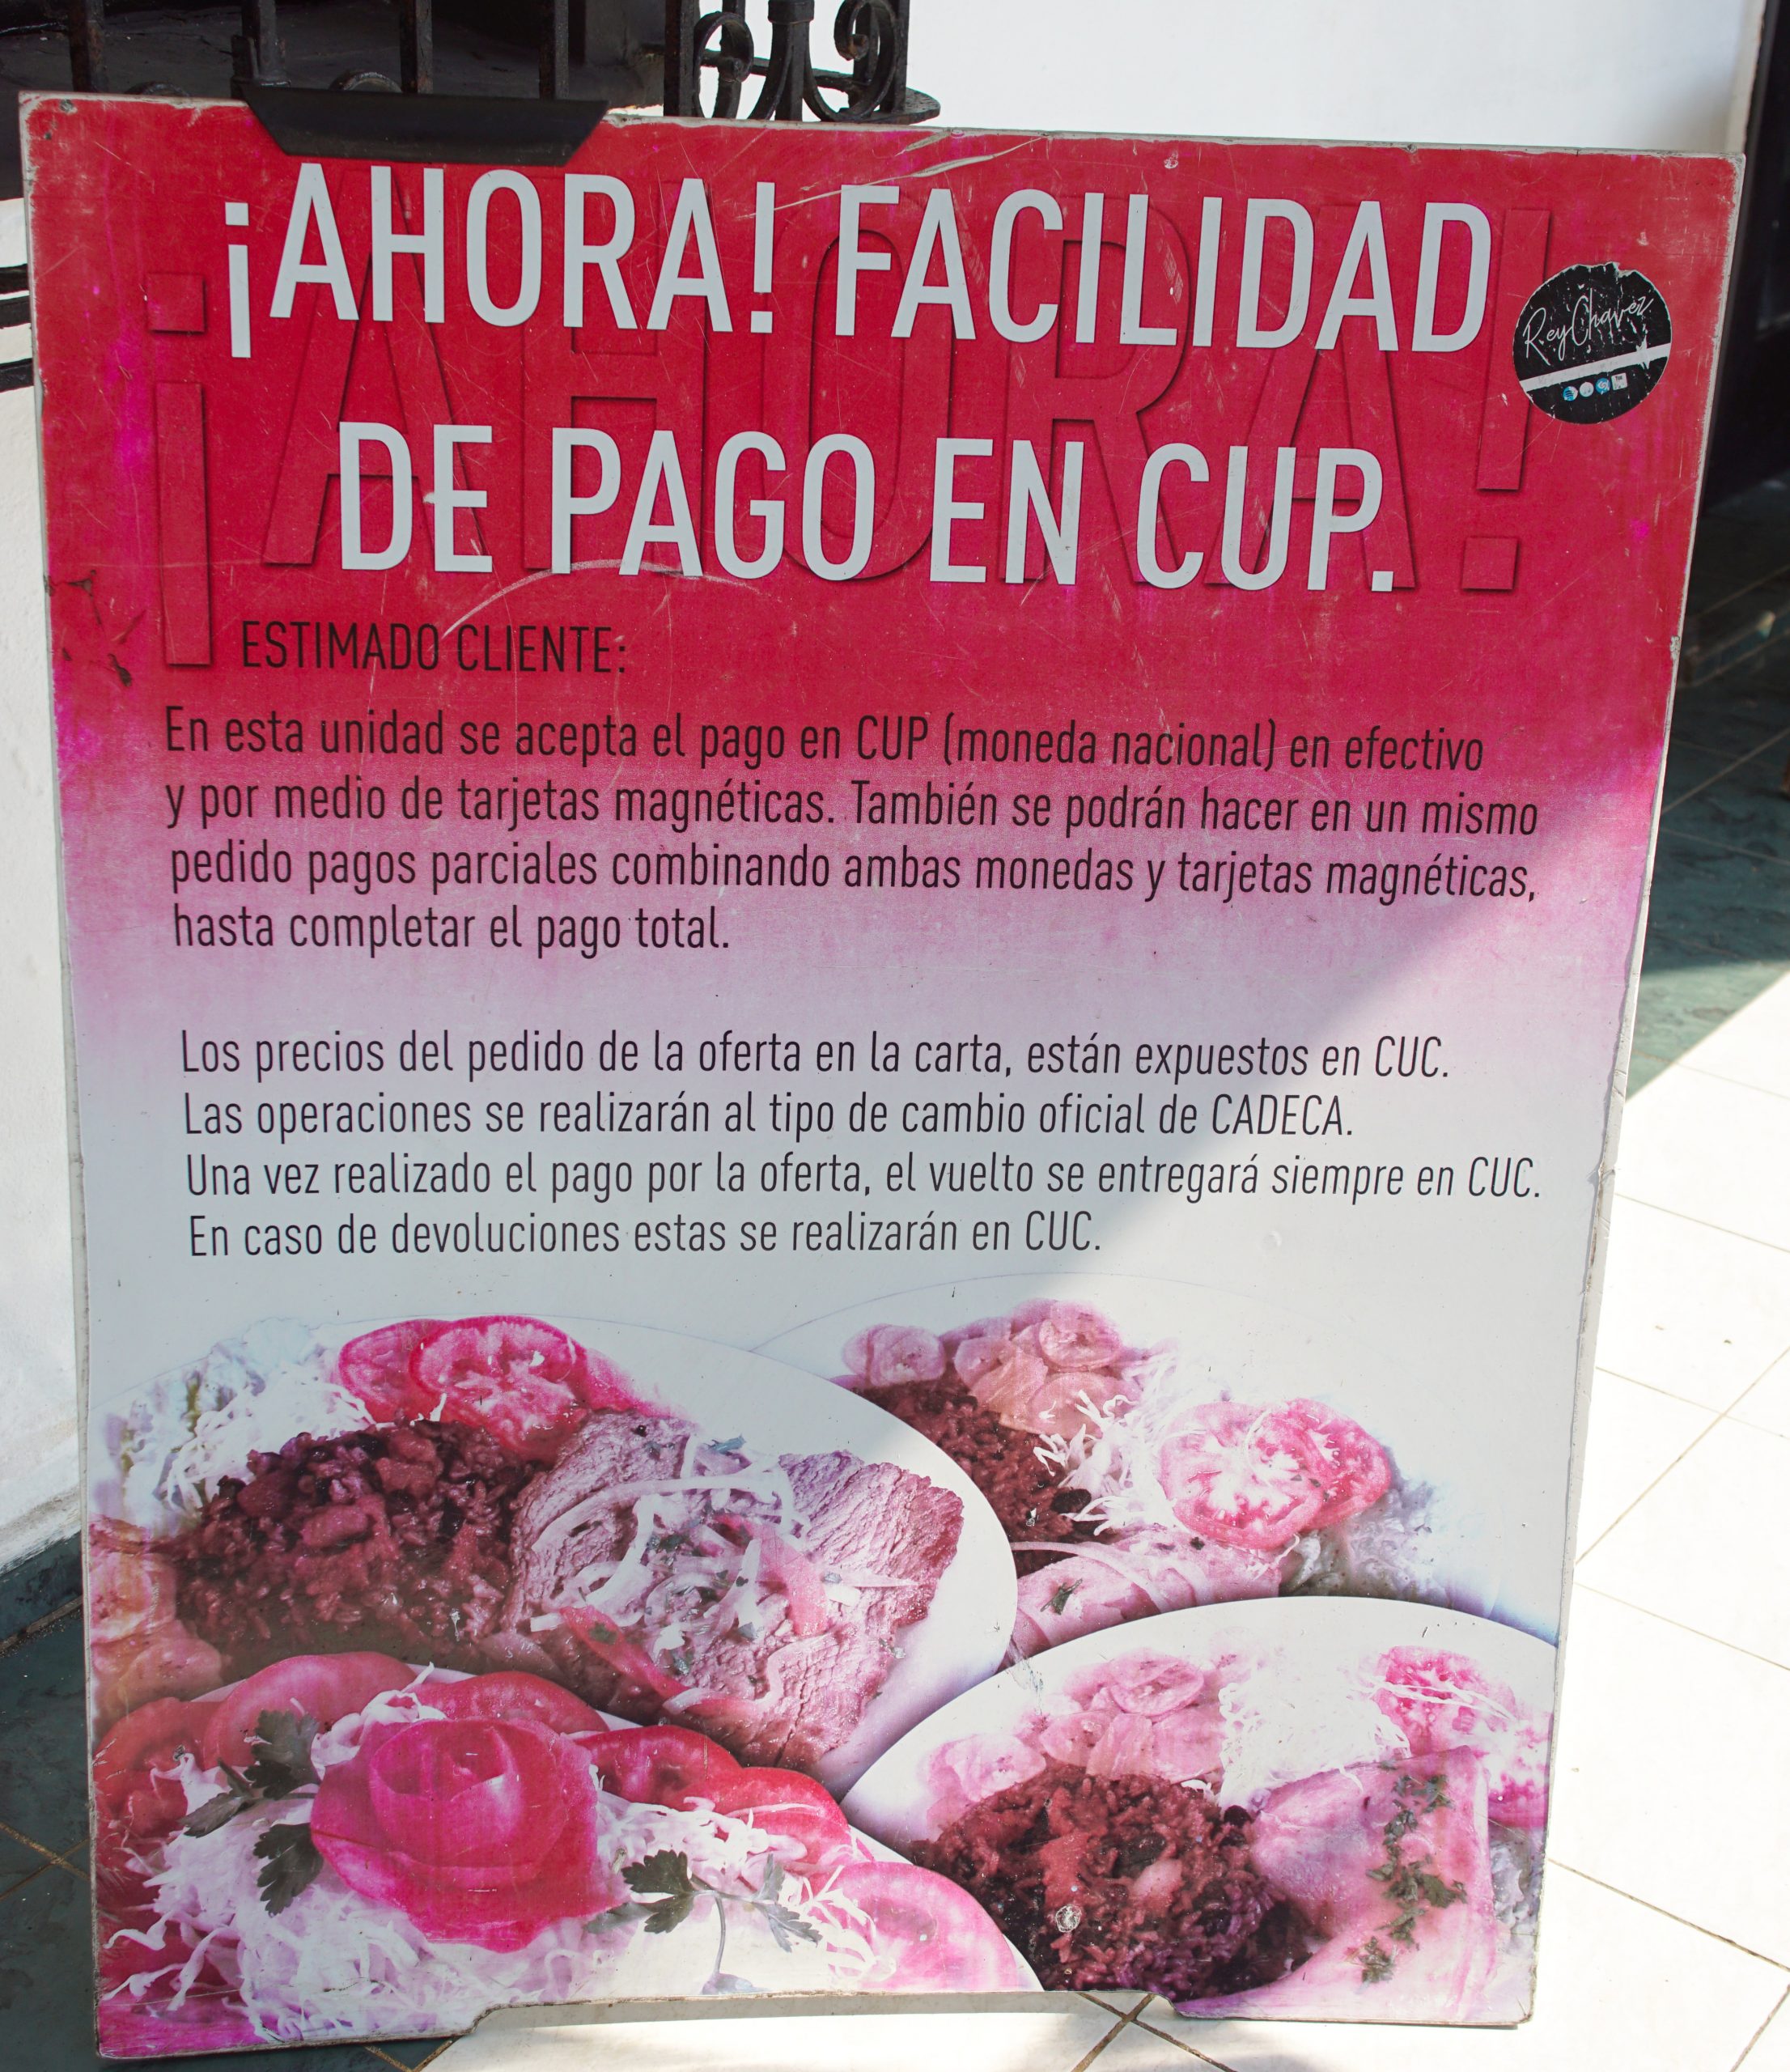 ¡AHORA! FACILIDAD
DE PAGO EN CUP.
¡AHORA!
Rey Chavez
ESTIMADO CLIENTE:
En esta unidad se acepta el pago en CUP (moneda nacional) en efectivo
y por medio de tarjetas magnéticas. También se podrán hacer en un mismo
pedido pagos parciales combinando ambas monedas y tarjetas magnéticas,
hasta completar el pago total.
Los precios del pedido de la oferta en la carta, están expuestos en CUC.
Las operaciones se realizarán al tipo de cambio oficial de CADECA.
Una vez realizado el pago por la oferta, el vuelto se entregará siempre en CUC.
En caso de devoluciones estas se realizarán en CUC.